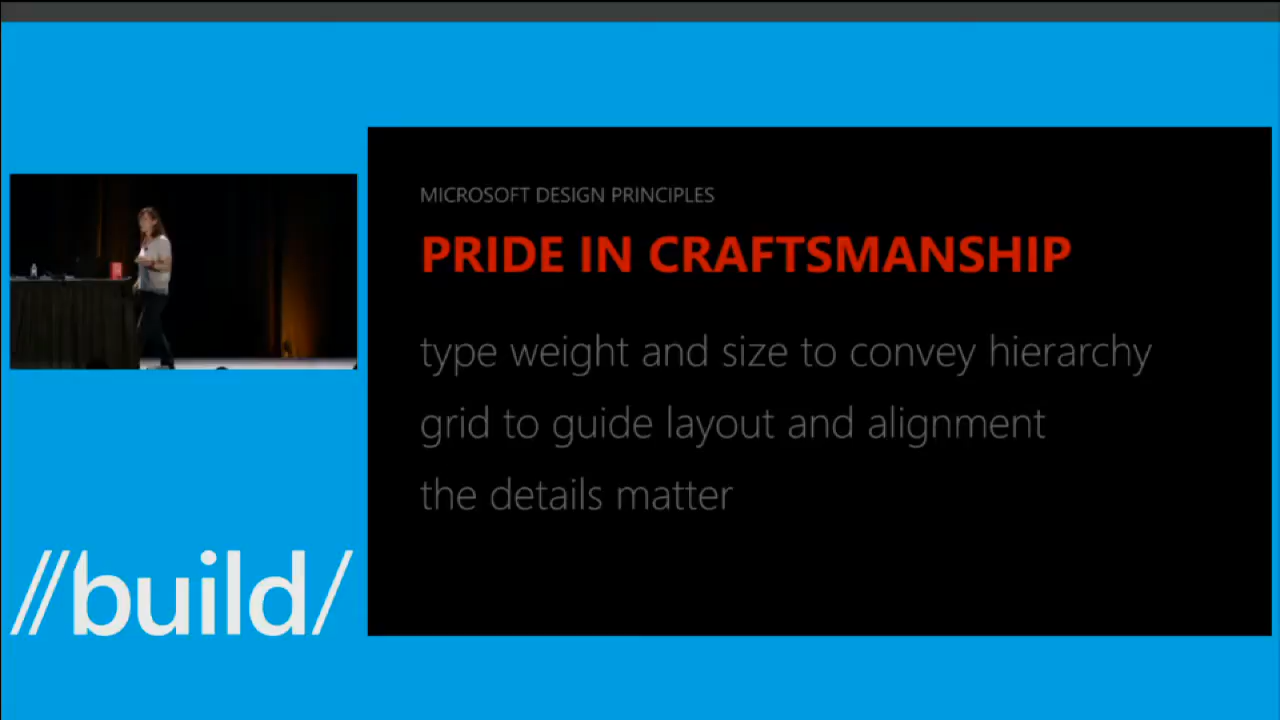 MICROSOFT DESIGN PRINCIPLES
PRIDE IN CRAFTSMANSHIP
type weight and size to convey hierarchy
grid to guide layout and alignment
the details matter
//build/